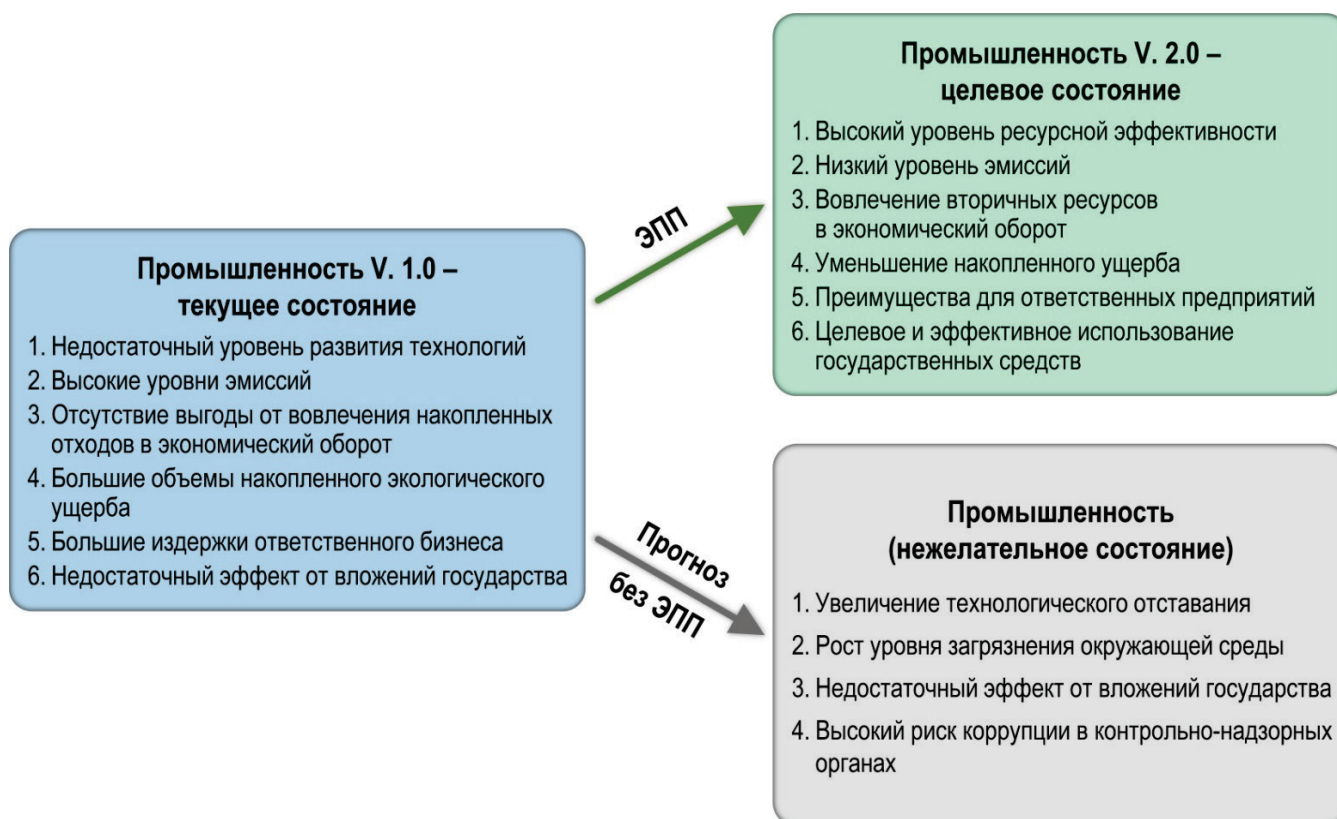 Промышленность V. 1.0 –
текущее состояние
1. Недостаточный уровень развития технологий
2. Высокие уровни эмиссий
3. Отсутствие выгоды от вовлечения накопленных
отходов в экономический оборот
4. Большие объемы накопленного экологического
ущерба
5. Большие издержки ответственного бизнеса
6. Недостаточный эффект от вложений государства
ЭПП
Промышленность V. 2.0 –
целевое состояние
1. Высокий уровень ресурсной эффективности
2. Низкий уровень эмиссий
3. Вовлечение вторичных ресурсов
в экономический оборот
4. Уменьшение накопленного ущерба
5. Преимущества для ответственных предприятий
6. Целевое и эффективное использование
государственных средств
Прогноз
без ЭПП
Промышленность
(нежелательное состояние)
1. Увеличение технологического отставания
2. Рост уровня загрязнения окружающей среды
3. Недостаточный эффект от вложений государства
4. Высокий риск коррупции в контрольно-надзорных
органах